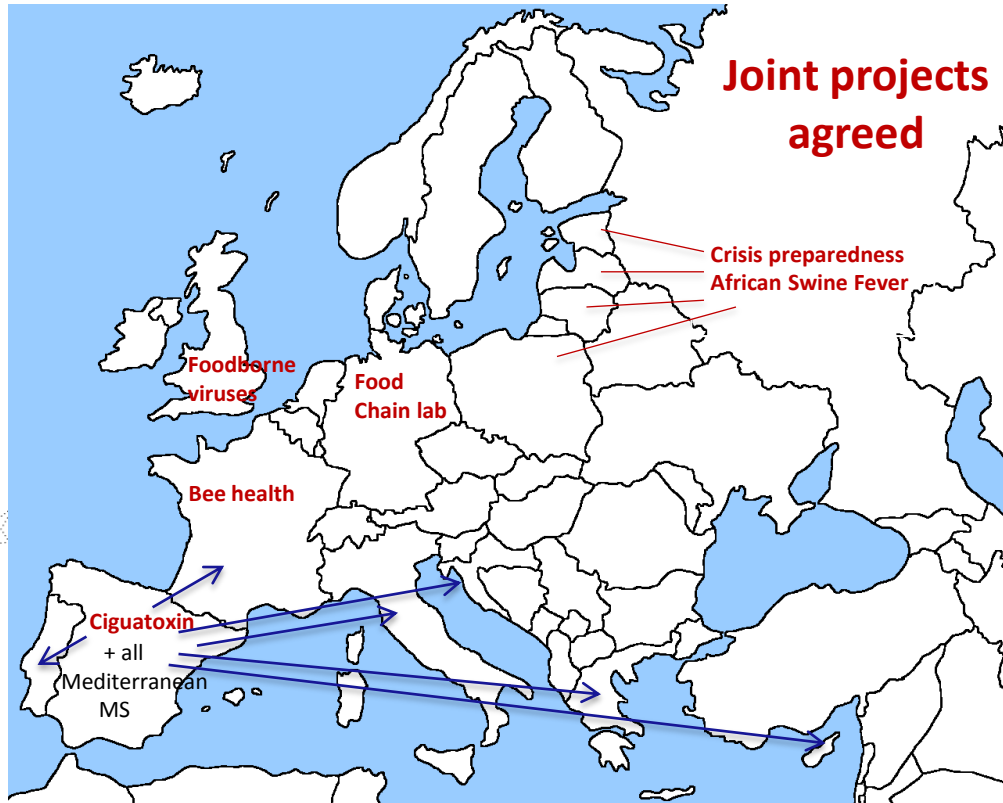 Joint projects
agreed
Crisis preparedness
African Swine Fever
Foodborne
viruses
Food
Chain lab
Bee health
Ciguatoxin
+ all
Mediterranean
MS